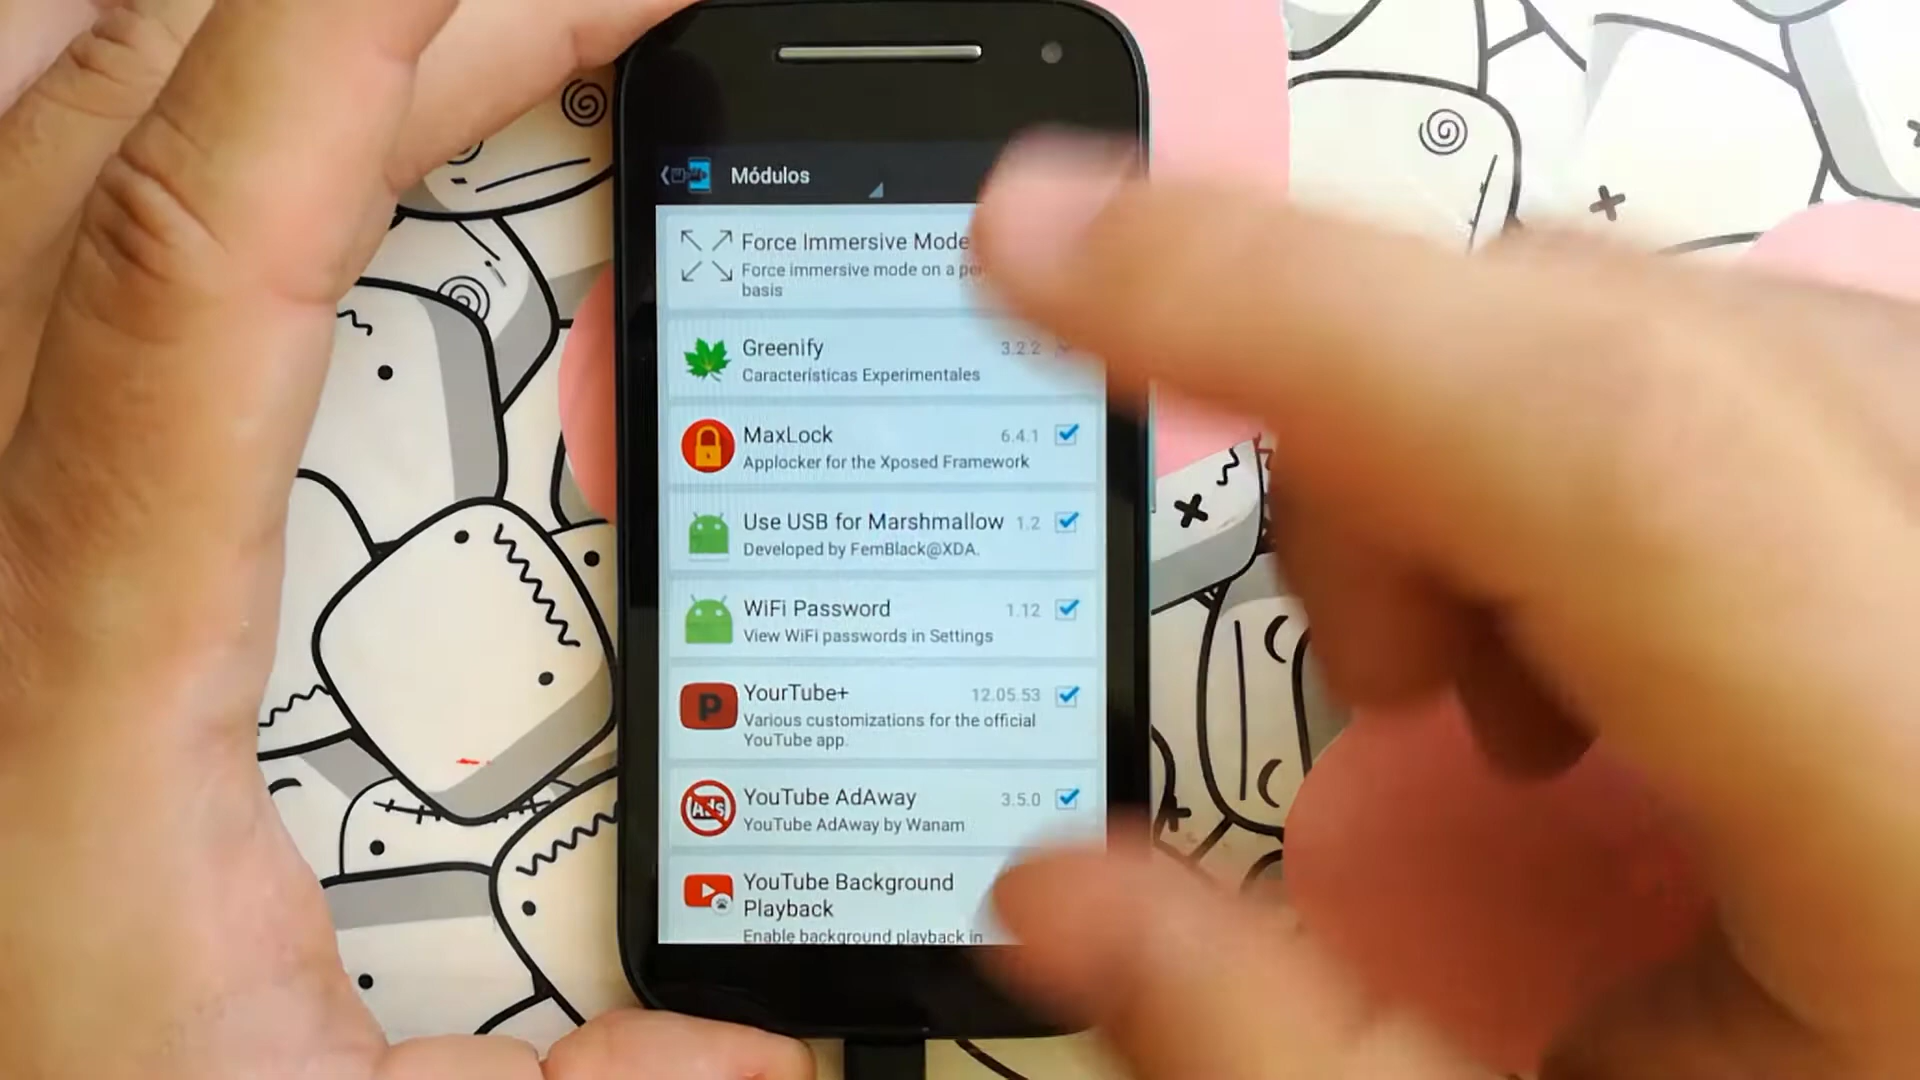 Módulos
Force Immersive Mode
Force immersive mode on a
basis
Greenify 3.2.2
Características Experimentales
MaxLock 6.4.1
Applocker for the Xposed Framework
Use USB for Marshmallow 1.2
Developed by FemBlack@XDA.
WiFi Password 1.12
View WiFi passwords in Settings
P
YourTube+ 12.05.53
Various customizations for the official
YouTube app.
Ads
YouTube AdAway 3.5.0
YouTube AdAway by Wanam
YouTube Background
Playback
Enable background playback in